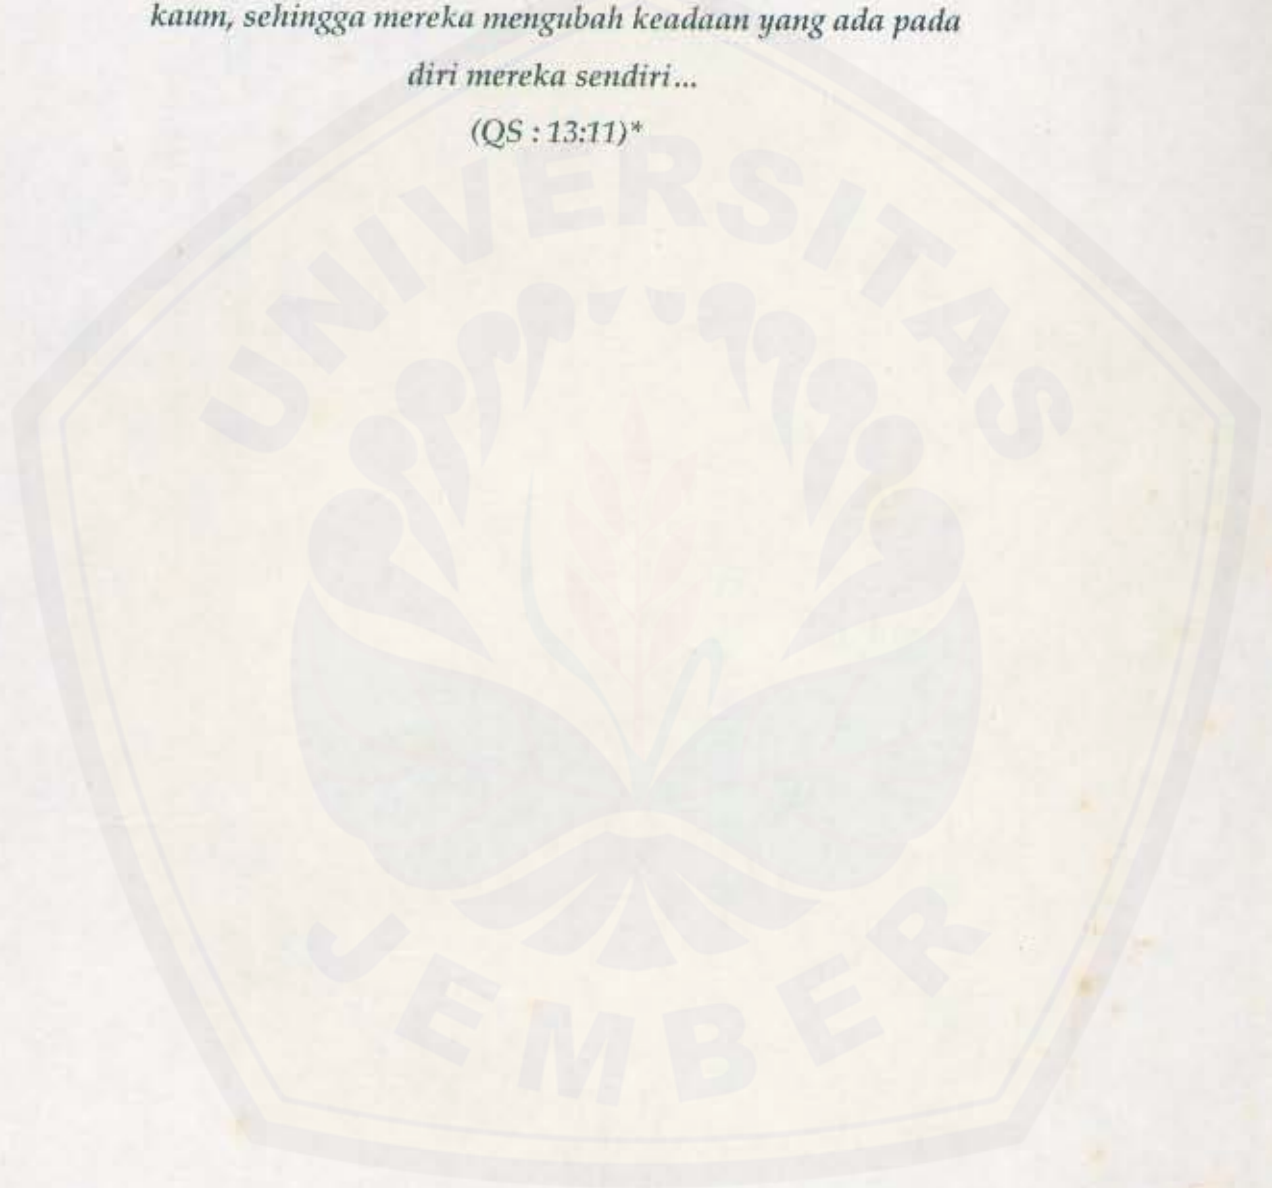 kaum, sehingga mereka mengubah keadaan yang ada pada
diri mereka sendiri...
(QS : 13:11)*
UNIVERSITAS
JEMBER